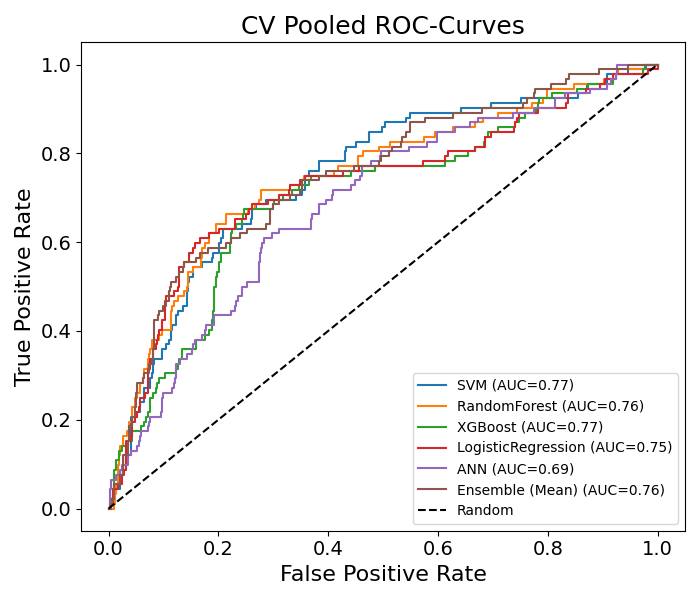 CV Pooled ROC-Curves
True Positive Rate
1.0
0.8
0.6
0.4
0.2
0.0
SVM (AUC=0.77)
RandomForest (AUC=0.76)
XGBoost (AUC=0.77)
LogisticRegression (AUC=0.75)
ANN (AUC=0.69)
Ensemble (Mean) (AUC=0.76)
Random
0.0 0.2 0.4 0.6 0.8 1.0
False Positive Rate